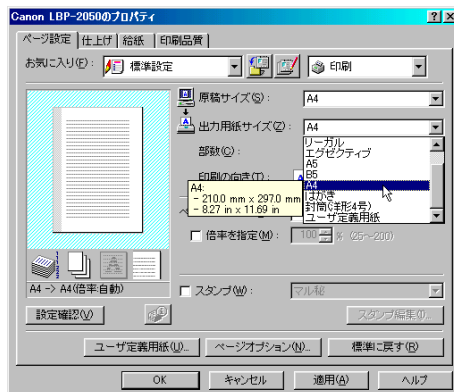 Canon LBP-2050のプロパティ
ページ設定 仕上げ 給紙 印刷品質
お気に入り(F): 標準設定 印刷
原稿サイズ(S): A4
出力用紙サイズ(Z): A4
リーガル
部数(C): エグゼクティブ
A5
B5
印刷の向き(T): A4
A4:
- 210.0 mm x 297.0 mm
- 8.27 in x 11.69 in
はがき
封筒(洋形4号)
ユーザ定義用紙
倍率を指定(M): 100 % (25~200)
A4 -> A4(倍率:自動)
スタンプ(W): マル秘
設定確認(V) スタンプ編集(I)...
ユーザ定義用紙(U)... ページオプション(N)... 標準に戻す(R)
OK キャンセル 適用(A) ヘルプ